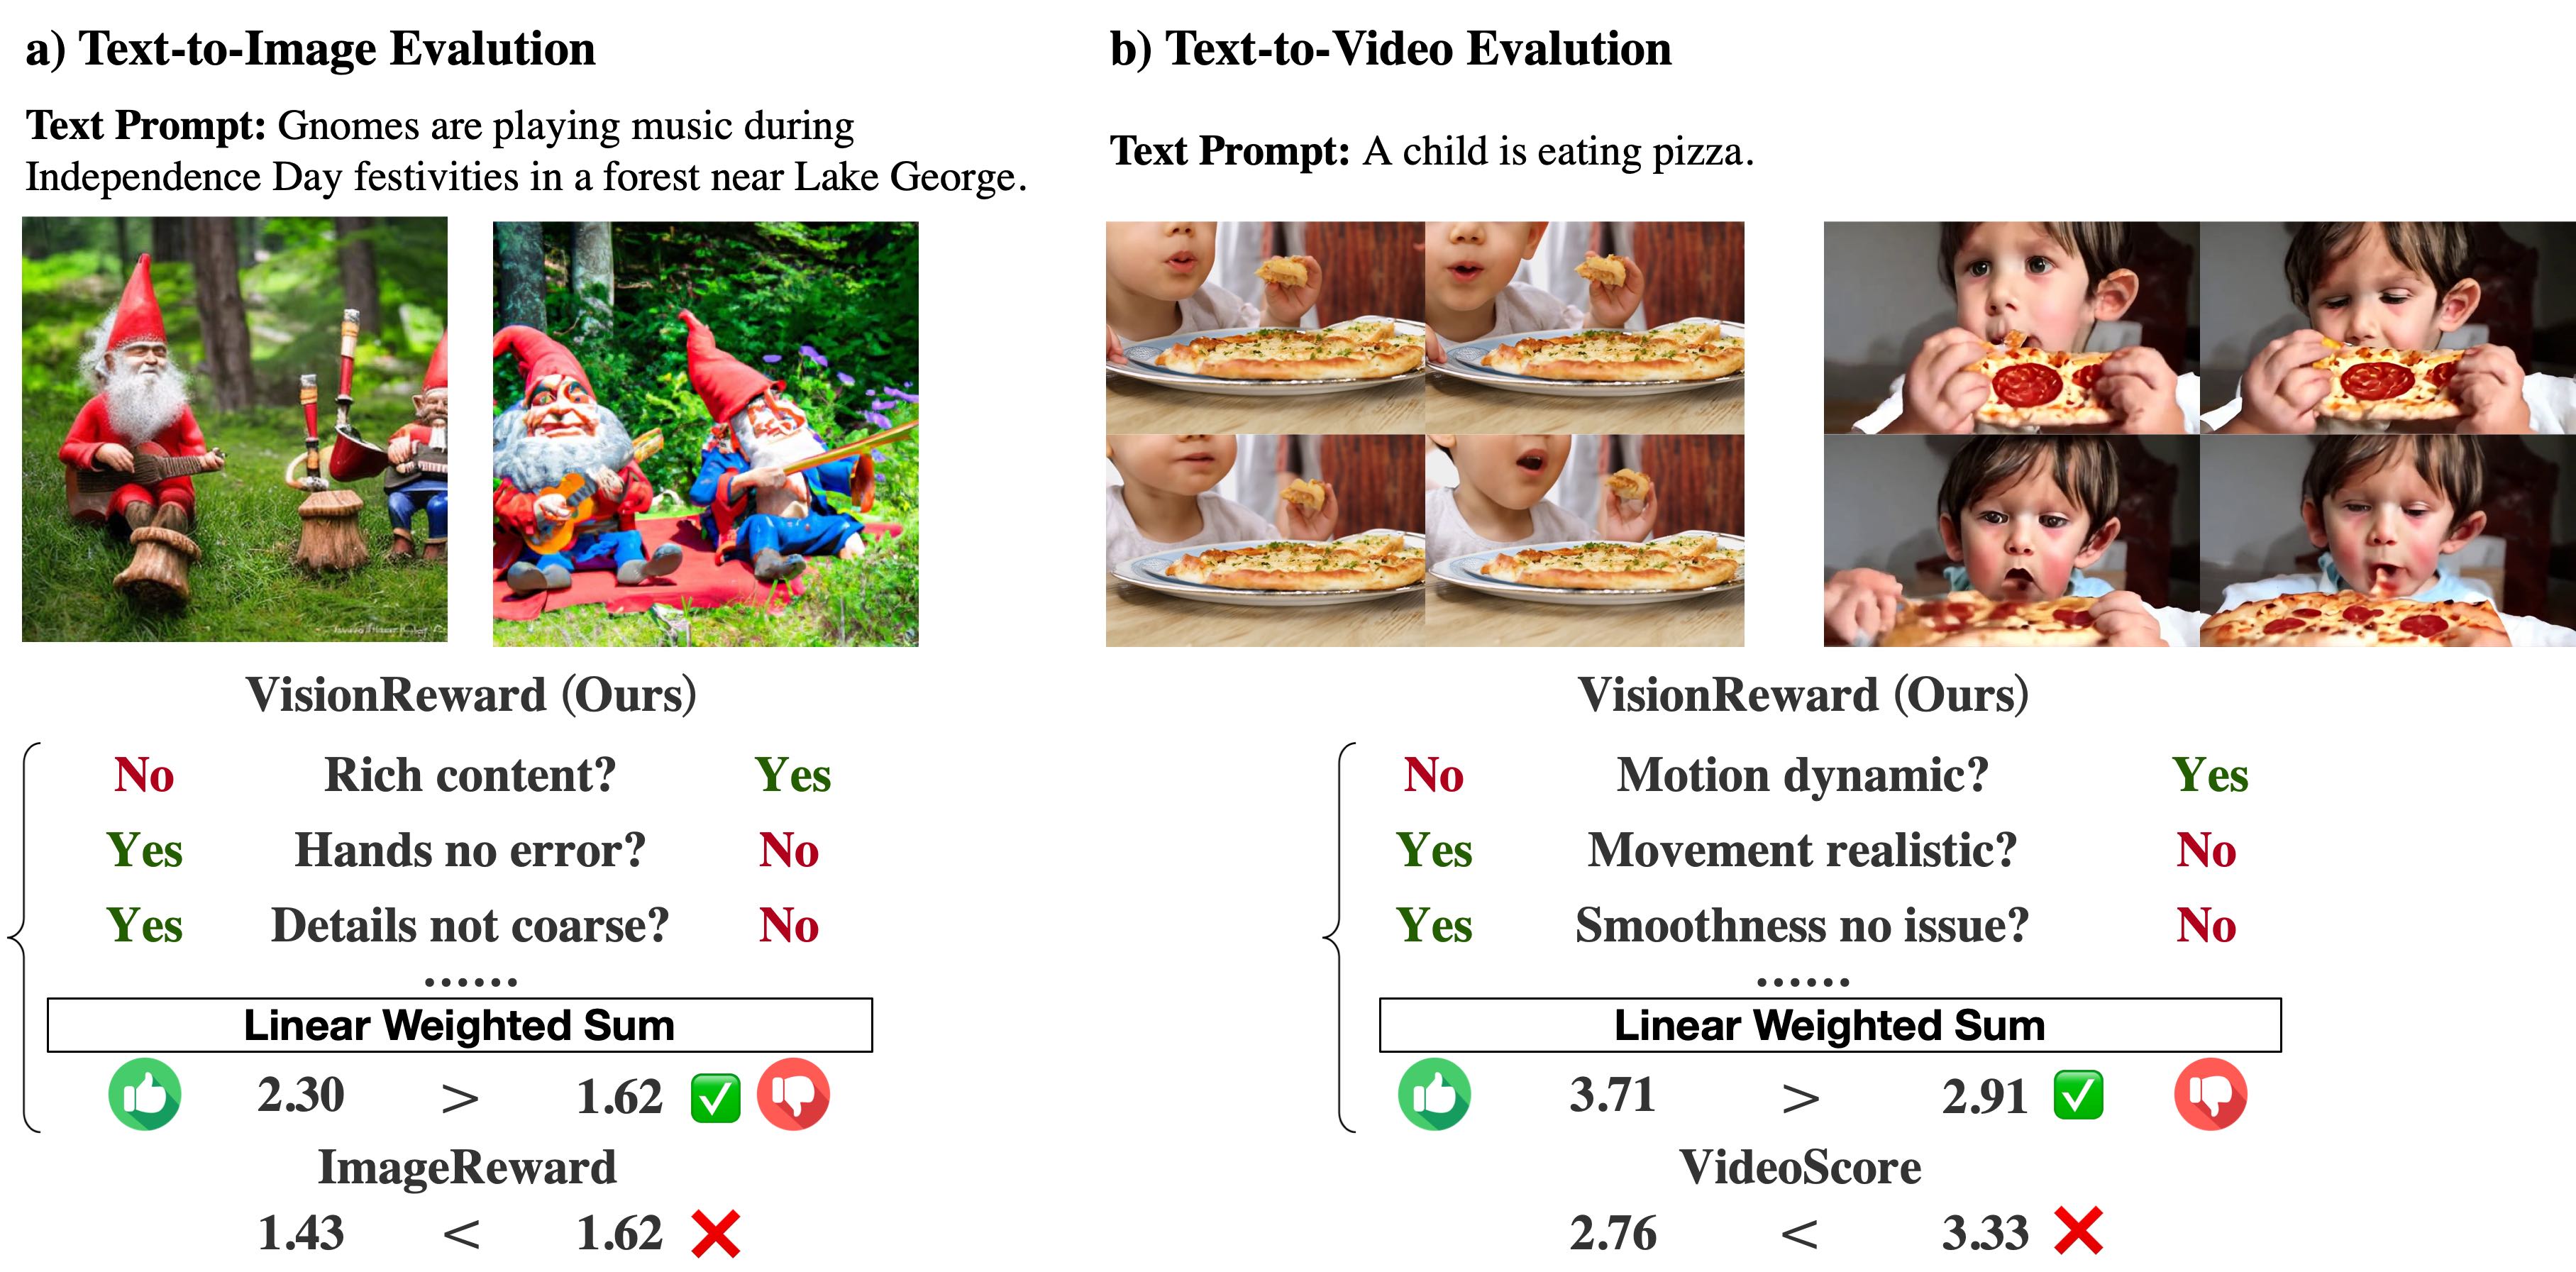 a) Text-to-Image Evalution
Text Prompt: Gnomes are playing music during
Independence Day festivities in a forest near Lake George.
VisionReward (Ours)
No Rich content? Yes
Yes Hands no error? No
Yes Details not coarse? No
......
Linear Weighted Sum
2.30 > 1.62
ImageReward
1.43 < 1.62
b) Text-to-Video Evalution
Text Prompt: A child is eating pizza.
VisionReward (Ours)
No Motion dynamic? Yes
Yes Movement realistic? No
Yes Smoothness no issue? No
......
Linear Weighted Sum
3.71 > 2.91
VideoScore
2.76 < 3.33